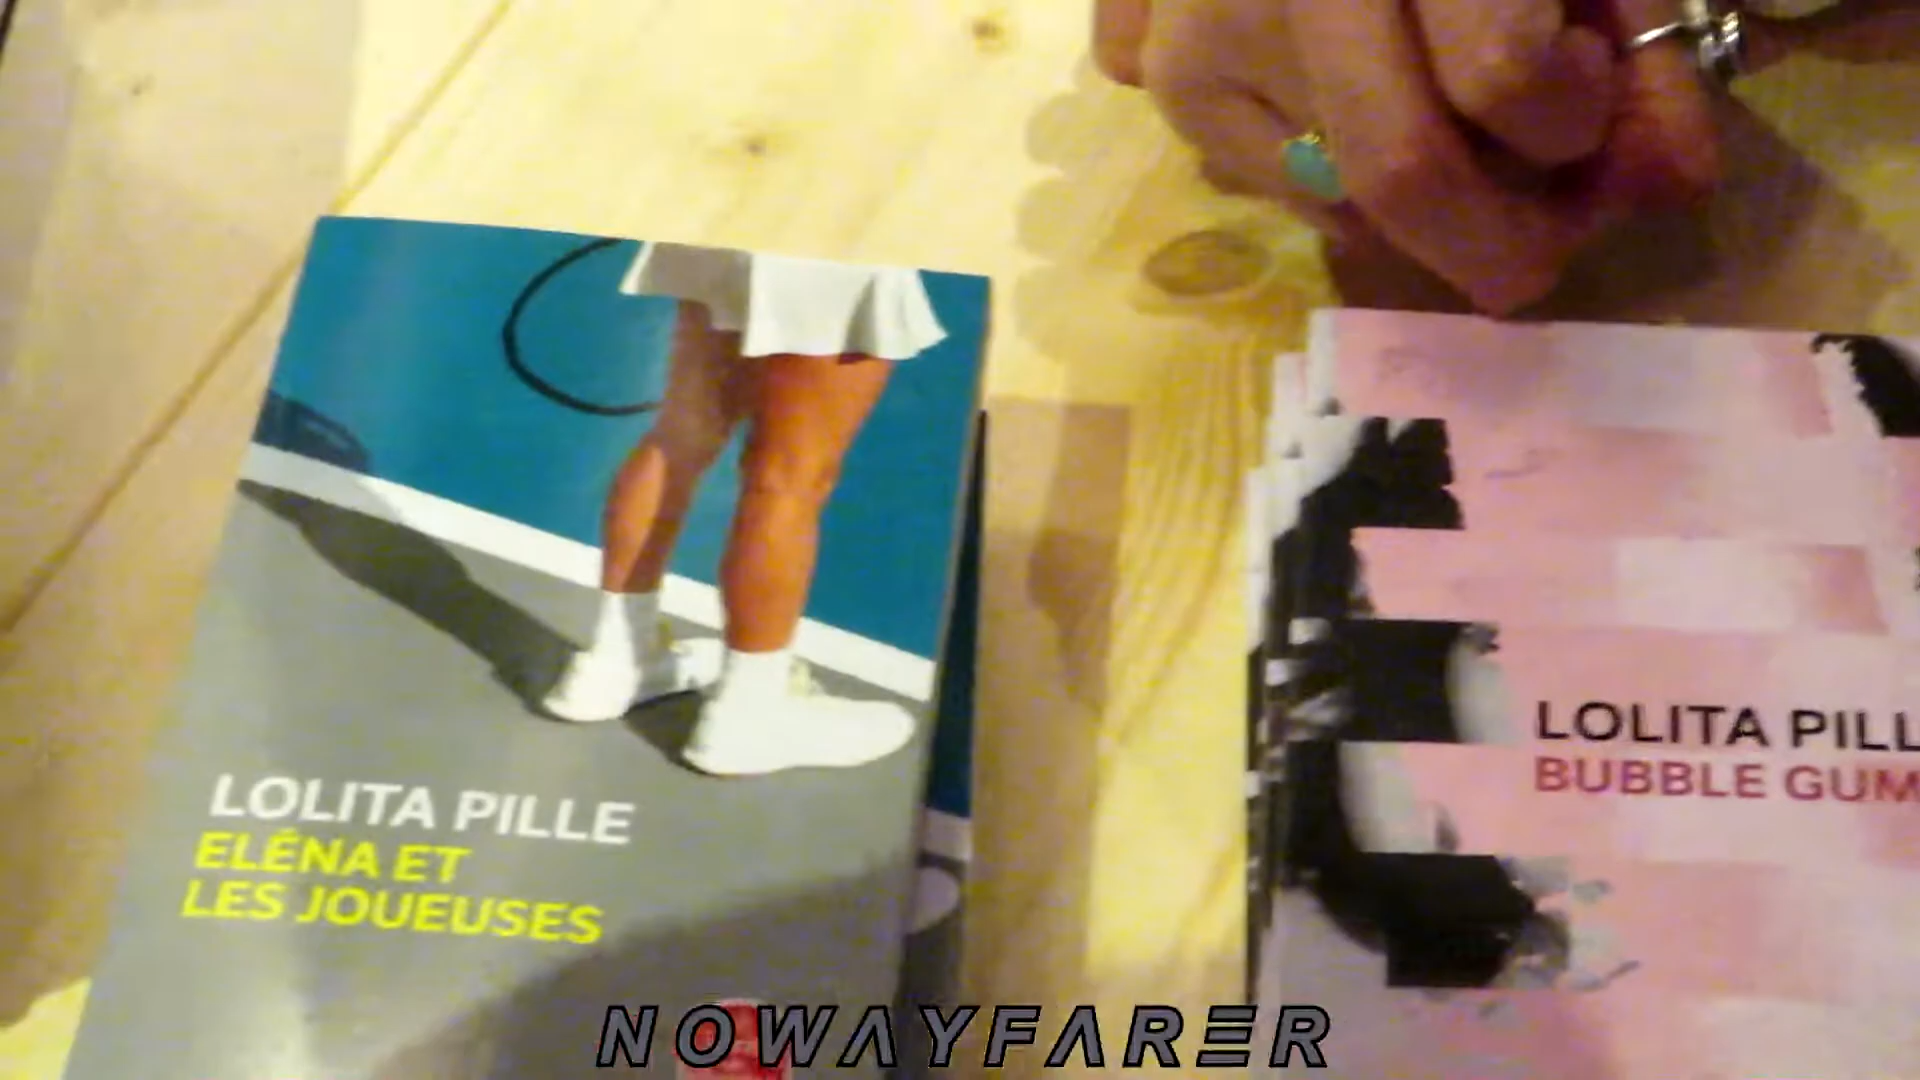 LOLITA PILLE
ELÉNA ET
LES JOUEUSES
LOLITA PILL
BUBBLE GUM
NOWAYFARER